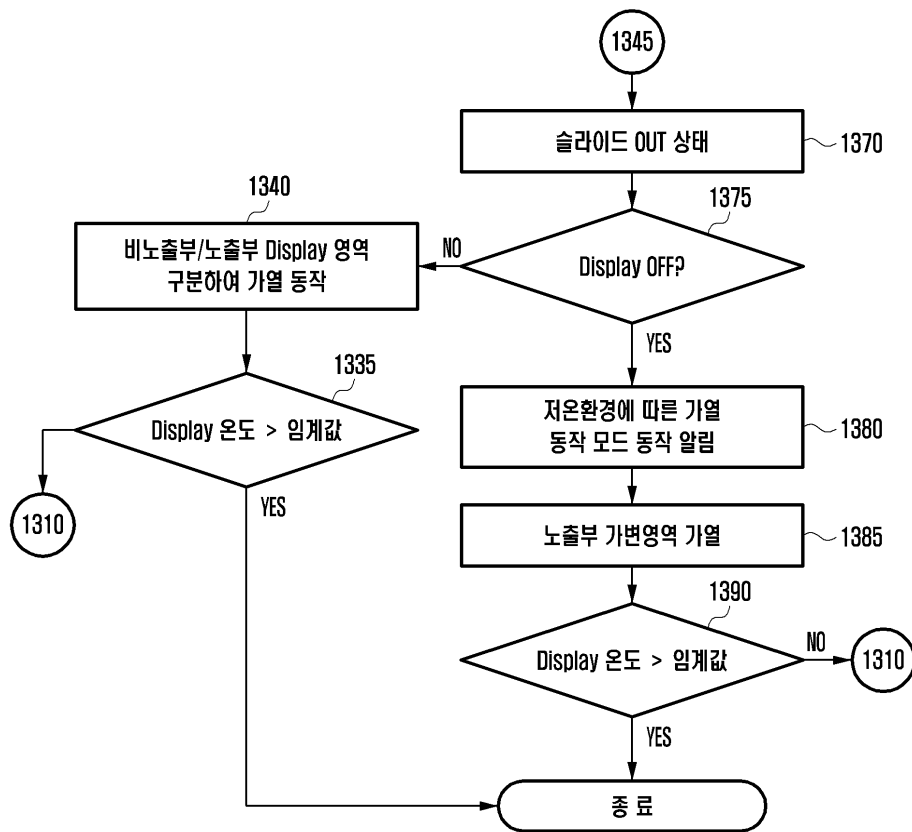 1345
슬라이드 OUT 상태
1370
1375
Display OFF?
NO
YES
1340
비노출부/노출부 Display 영역
구분하여 가열 동작
1335
Display 온도 > 임계값
1310
YES
저온환경에 따른 가열
동작 모드 동작 알림
1380
노출부 가변영역 가열
1385
1390
Display 온도 > 임계값
NO
1310
YES
종료